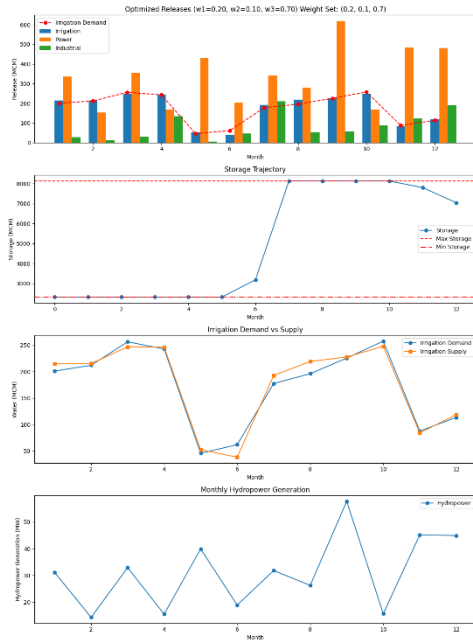 Optimized Releases (w1=0.20, w2=0.10, w3=0.70) Weight Set: (0.2, 0.1, 0.7)
Irrigation Demand
Irrigation
Power
Industrial
Release (MCM)
600
500
400
300
200
100
0
2 4 6 8 10 12
Month
Storage Trajectory
Storage (MCM)
8000
7000
6000
5000
4000
3000
Storage
Max Storage
Min Storage
0 2 4 6 8 10 12
Month
Irrigation Demand vs Supply
Irrigation Demand
Irrigation Supply
Water (MCM)
250
200
150
100
50
2 4 6 8 10 12
Month
Monthly Hydropower Generation
Hydropower
Hydropower Generation (MW)
50
40
30
20
2 4 6 8 10 12
Month